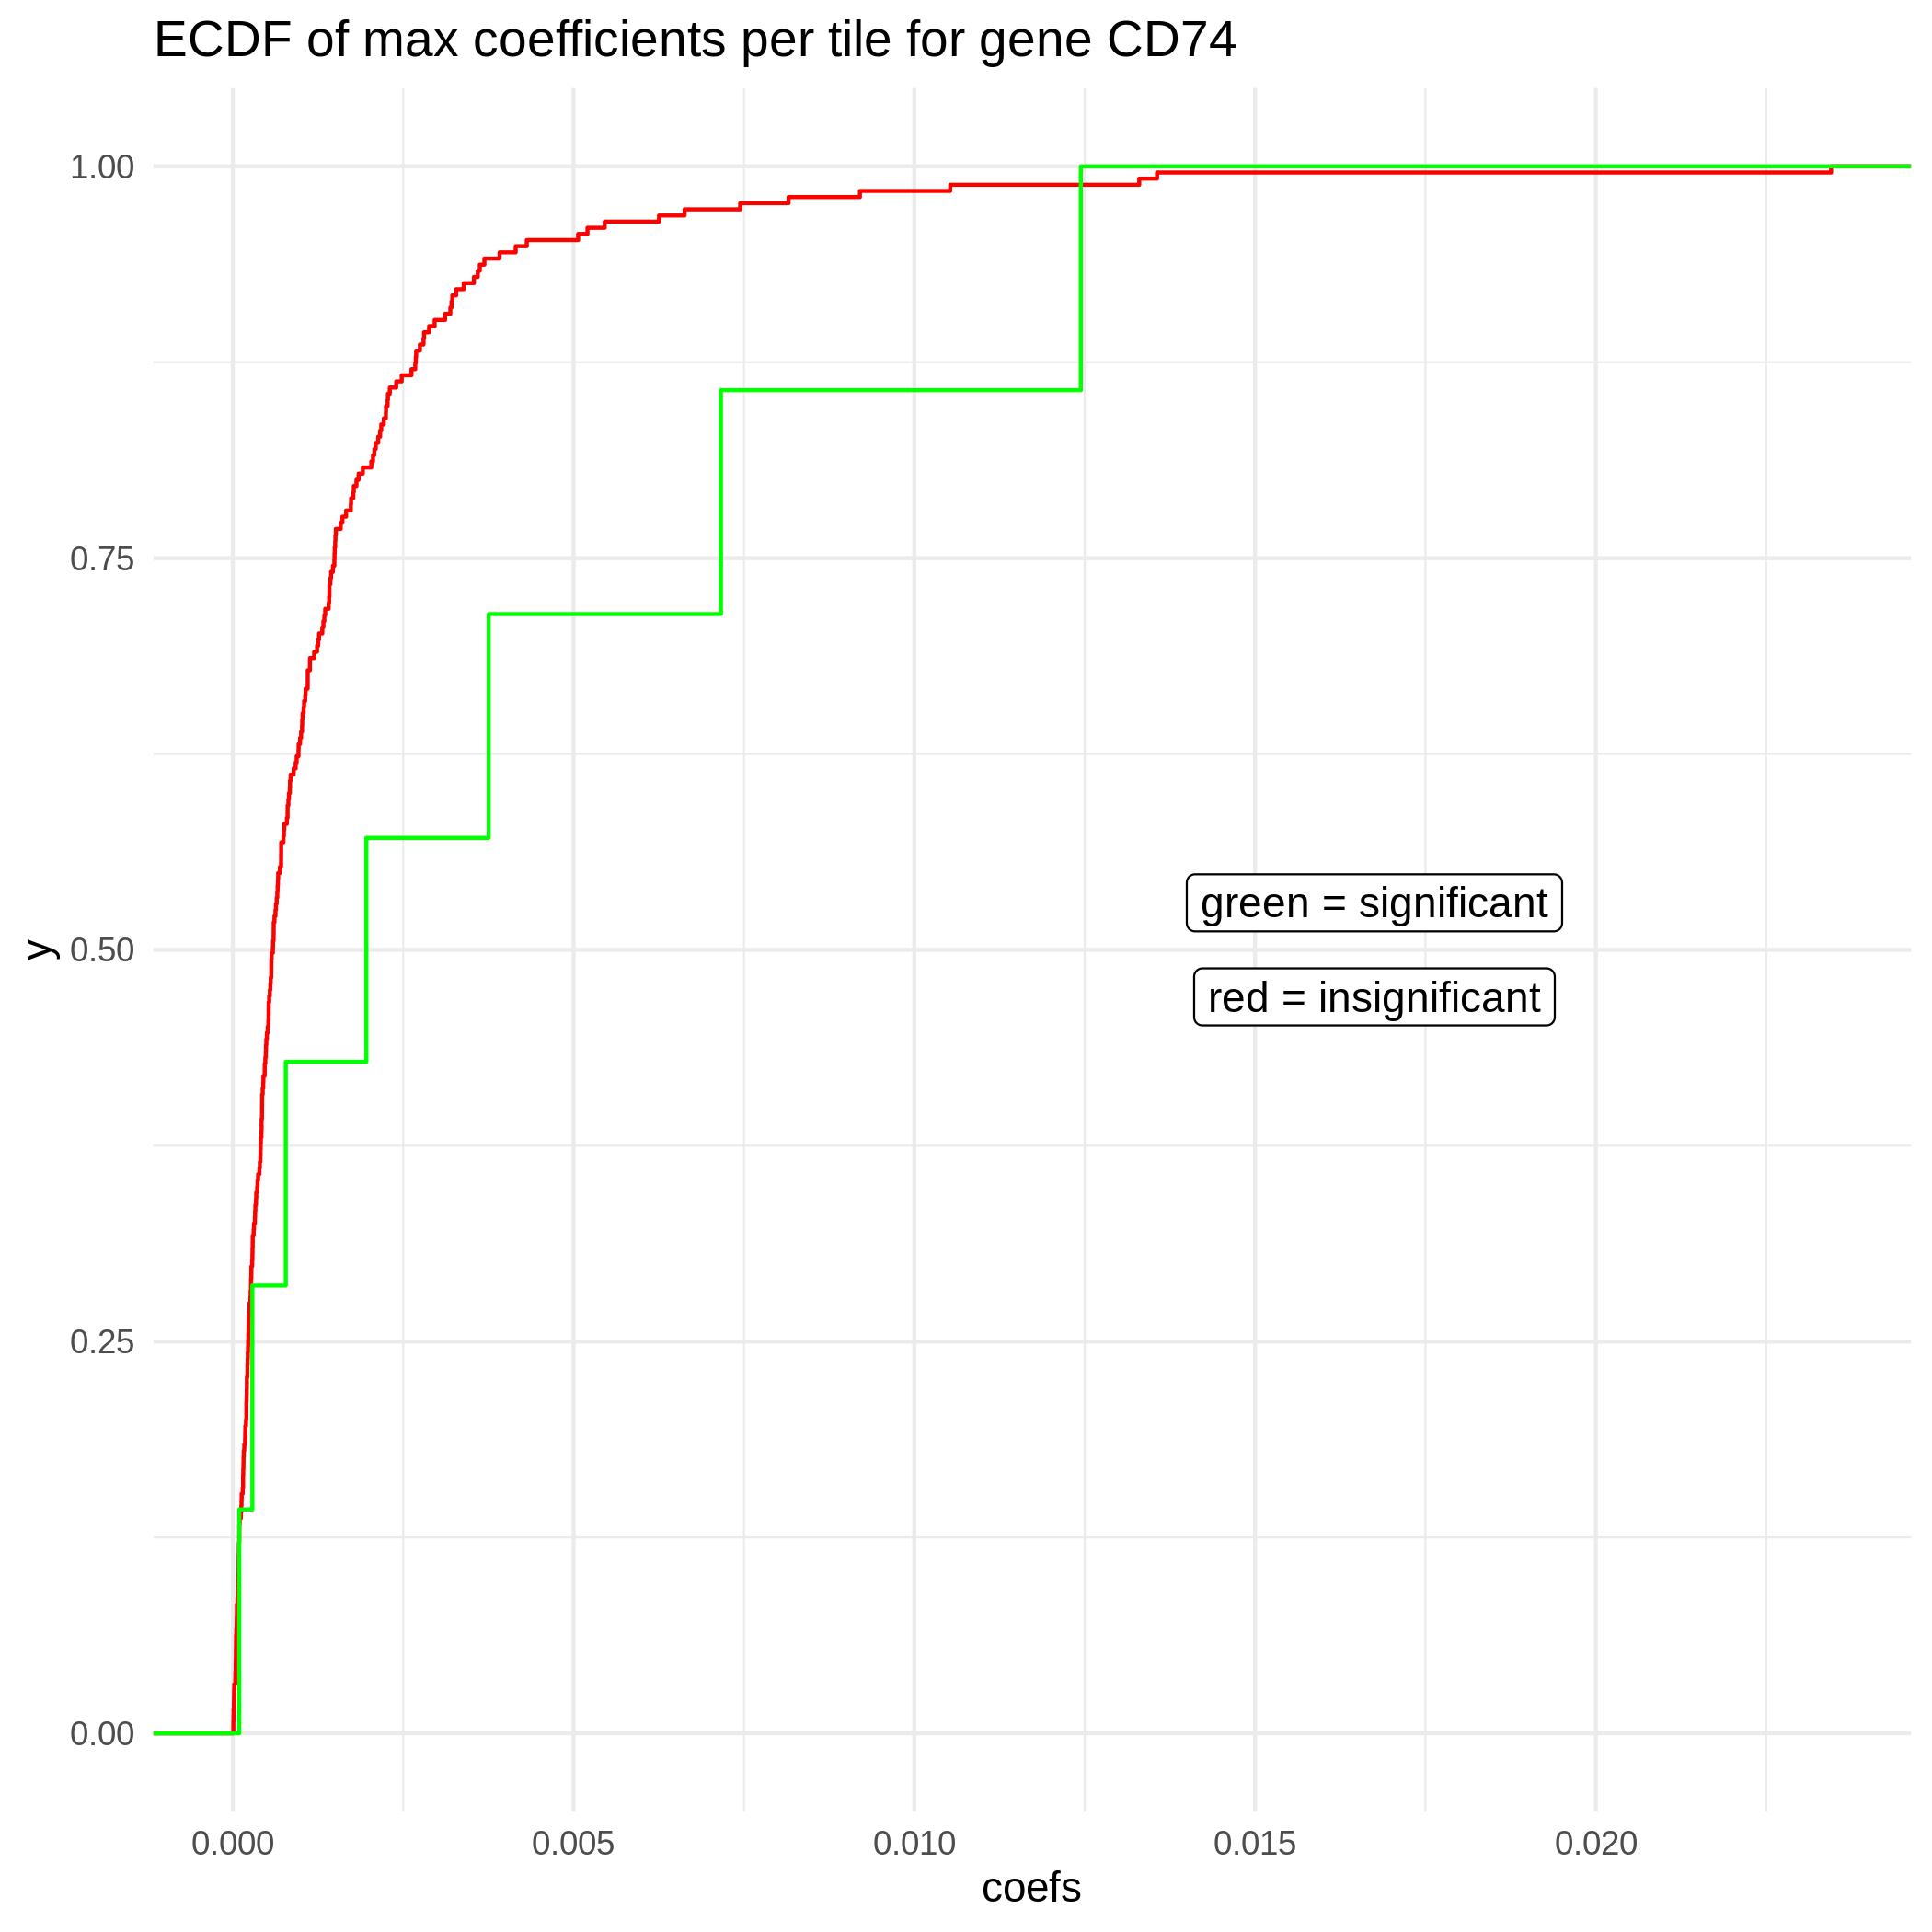 ECDF of max coefficients per tile for gene CD74
1.00
0.75
0.50
0.25
0.00
y
green = significant
red = insignificant
0.000 0.005 0.010 0.015 0.020
coefs